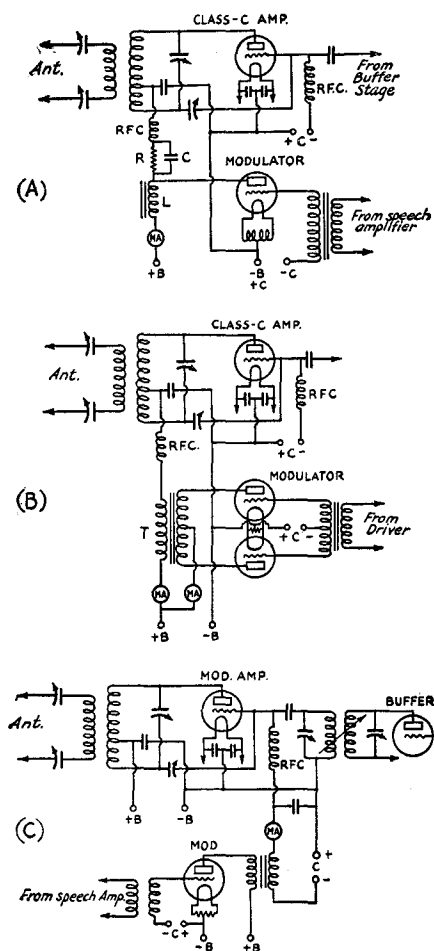 CLASS-C AMP.
Ant.
From
Buffer
Stage
R.F.C.
+C-
RFC
R
C
MODULATOR
(A)
L
MA
From speech
amplifier
+B
-B
+C
-C
CLASS-C AMP.
Ant.
RFC
R.F.C.
+C-
MODULATOR
(B)
T
+C-
From
Driver
MA
MA
+B
-B
MOD. AMP.
BUFFER
Ant.
RFC
+B
-B
MA
(C)
MOD
+
C
-
From speech Amp.
-C+
-B
+B